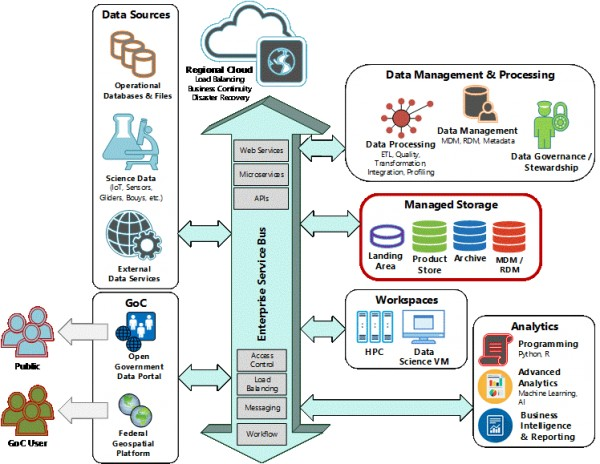 Data Sources
Operational
Databases & Files
Science Data
(IoT, Sensors,
Gliders, Bouys, etc.)
External
Data Services
Regional Cloud
Load Balancing
Business Continuity
Disaster Recovery
Web Services
Microservices
APIs
Enterprise Service Bus
Access
Control
Load
Balancing
Messaging
Workflow
Data Management & Processing
Data Processing
ETL, Quality,
Transformation,
Integration, Profiling
Data Management
MDM, RDM, Metadata
Data Governance /
Stewardship
Managed Storage
Landing
Area
Product
Store
Archive
MDM /
RDM
Workspaces
HPC
Data
Science VM
Analytics
Programming
Python, R
Advanced
Analytics
Machine Learning,
AI
Business
Intelligence
& Reporting
GoC
Open
Government
Data Portal
Federal
Geospatial
Platform
Public
GoC User